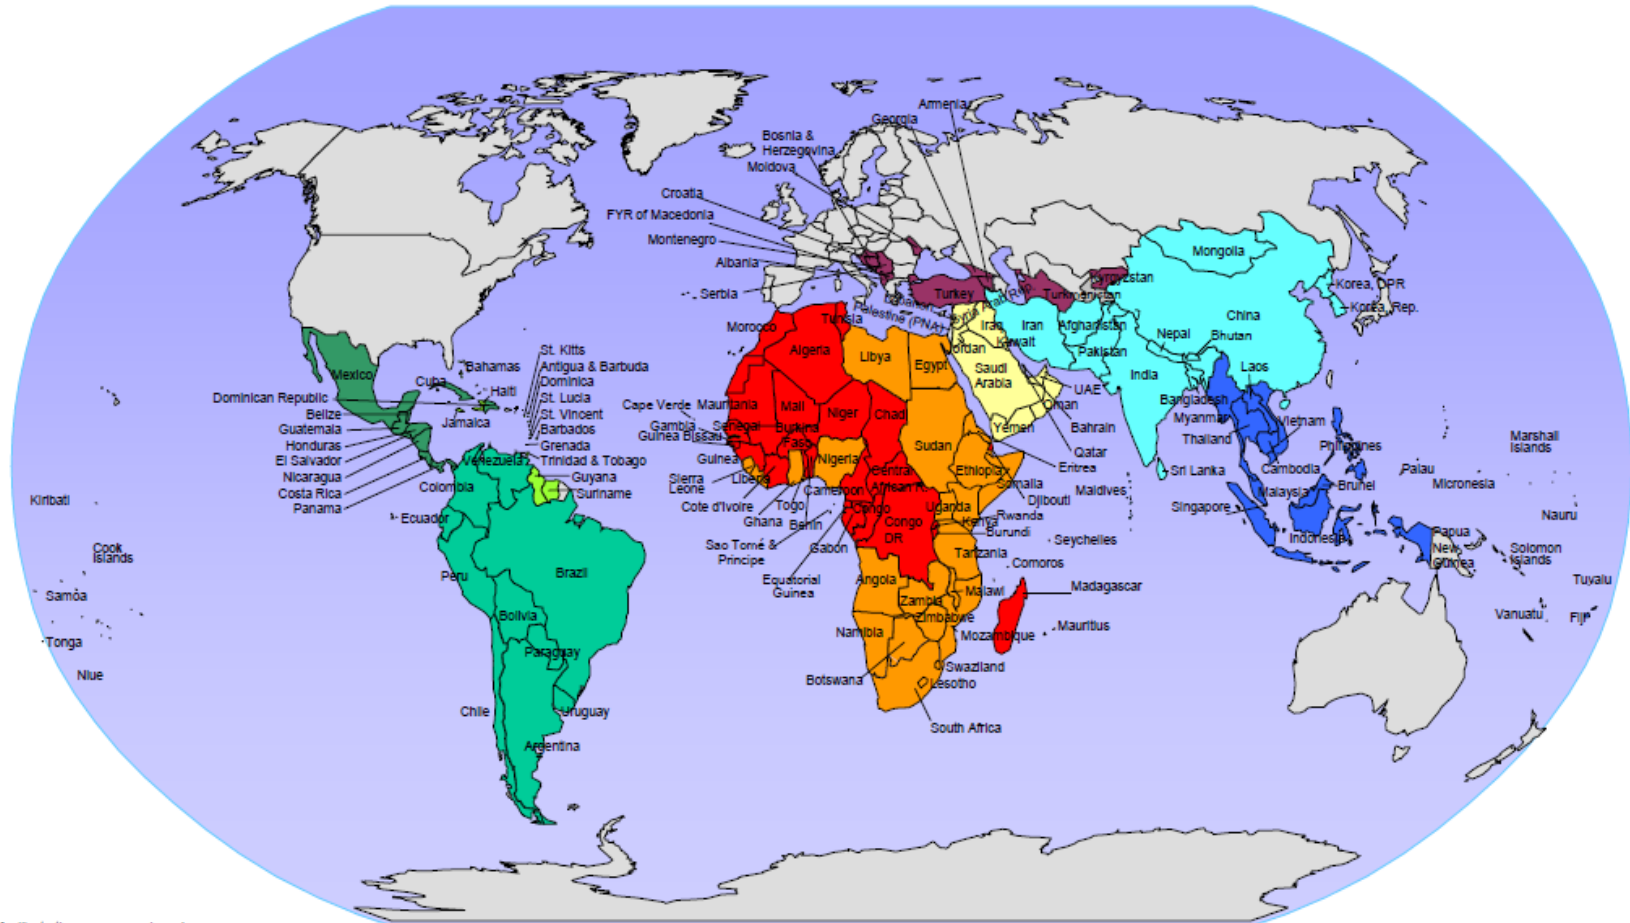 Armenia
Georgia
Bosnia &
Herzegovina
Moldova
Croatia
FYR of Macedonia
Montenegro
Albania
Serbia
Turkey
Kyrgyzstan
Turkmenistan
Lebanon
Syria Arab Rep.
Palestine (PNA)
Mongolia
Korea, DPR
Korea, Rep.
China
Morocco
Tunisia
Algeria
Libya
Egypt
Jordan
Iraq
Kuwait
Iran
Afghanistan
Pakistan
Nepal
Bhutan
India
Laos
Saudi
Arabia
UAE
Oman
Yemen
Bahrain
Qatar
Bangladesh
Myanmar
Thailand
Vietnam
Philippines
Cambodia
Malaysia
Brunei
Singapore
Indonesia
Sri Lanka
Maldives
Mexico
Cuba
Bahamas
Haiti
Dominican Republic
Jamaica
Belize
Guatemala
Honduras
El Salvador
Nicaragua
Costa Rica
Panama
St. Kitts
Antigua & Barbuda
Dominica
St. Lucia
St. Vincent
Barbados
Grenada
Trinidad & Tobago
Guyana
Suriname
Venezuela
Colombia
Ecuador
Peru
Brazil
Bolivia
Paraguay
Chile
Uruguay
Argentina
Cape Verde
Mauritania
Mali
Niger
Chad
Sudan
Senegal
Gambia
Guinea Bissau
Guinea
Burkina
Faso
Sierra
Leone
Liberia
Cote d'Ivoire
Ghana
Togo
Benin
Nigeria
Cameroon
Central
African R.
Ethiopia
Eritrea
Somalia
Djibouti
Uganda
Kenya
Rwanda
Burundi
Congo
Congo
DR
Gabon
Sao Tomé &
Principe
Equatorial
Guinea
Tanzania
Seychelles
Comoros
Angola
Zambia
Malawi
Zimbabwe
Mozambique
Madagascar
Mauritius
Namibia
Botswana
Swaziland
Lesotho
South Africa
Kiribati
Cook
Islands
Samoa
Tonga
Niue
Marshall
Islands
Palau
Micronesia
Nauru
Papua
New
Guinea
Solomon
Islands
Tuvalu
Vanuatu
Fiji